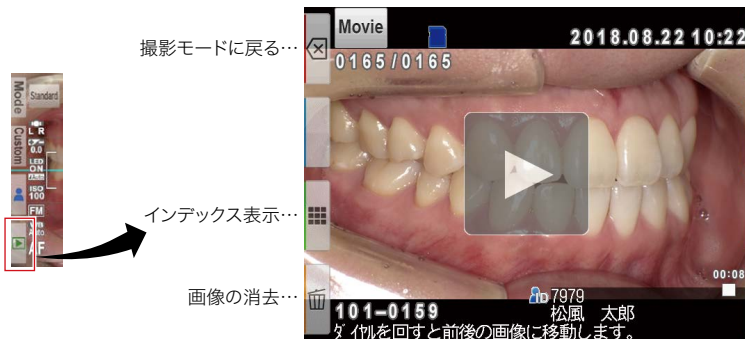 撮影モードに戻る…
インデックス表示…
画像の消去…
Mode
Custom
Standard
L R
0.0
LED
ON
ISO
100
FM
AF
Movie
2018.08.22 10:22
0165/0165
00:08
ID 7979
101-0159
松風 太郎
ダイヤルを回すと前後の画像に移動します。